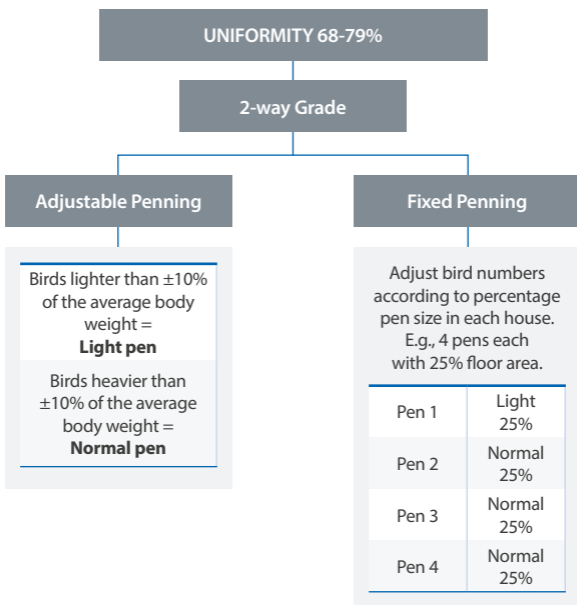 UNIFORMITY 68-79%
2-way Grade
Adjustable Penning
Birds lighter than ±10%
of the average body
weight =
Light pen
Birds heavier than
±10% of the average
body weight =
Normal pen
Fixed Penning
Adjust bird numbers
according to percentage
pen size in each house.
E.g., 4 pens each
with 25% floor area.
Pen 1
Light
25%
Pen 2
Normal
25%
Pen 3
Normal
25%
Pen 4
Normal
25%